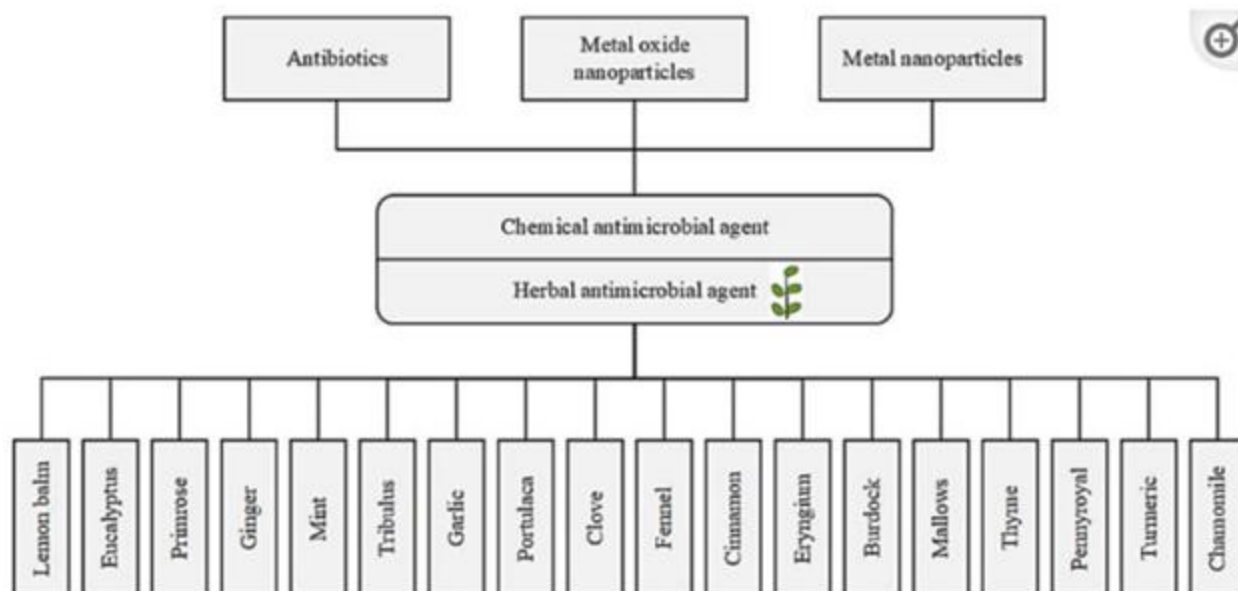 Antibiotics
Metal oxide
nanoparticles
Metal nanoparticles
Chemical antimicrobial agent
Herbal antimicrobial agent
Lemon balm
Eucalyptus
Primrose
Ginger
Mint
Tribulus
Garlic
Portulaca
Clove
Fennel
Cinnamon
Eryngium
Burdock
Mallows
Thyme
Pennyroyal
Turmeric
Chamomile